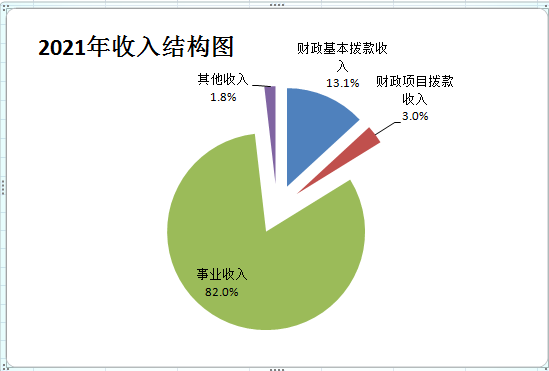 2021年收入结构图
财政基本拨款收
入
13.1%
财政项目拨款
收入
3.0%
其他收入
1.8%
事业收入
82.0%